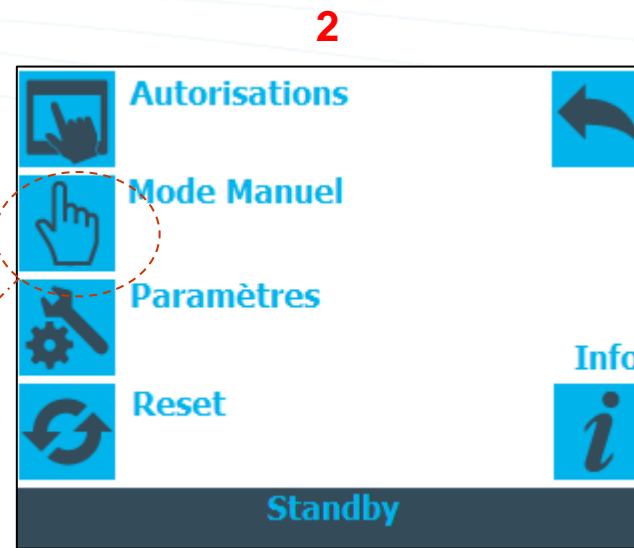 2
Autorisations
Mode Manuel
Paramètres
Info
Reset
Standby